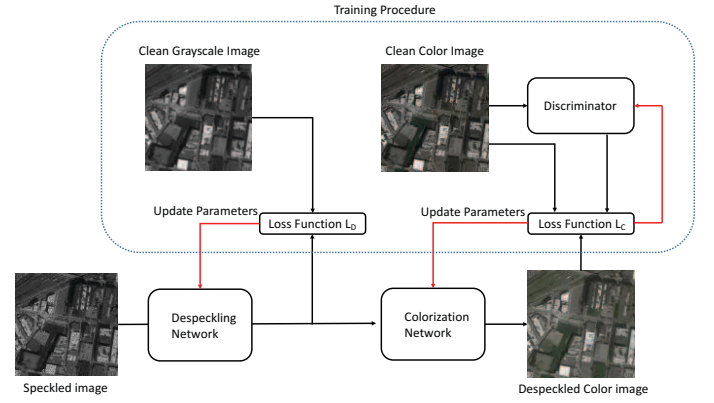 Training Procedure
Clean Grayscale Image
Clean Color Image
Discriminator
Update Parameters
Loss Function L_D
Update Parameters
Loss Function L_C
Despeckling
Network
Colorization
Network
Speckled image
Despeckled Color image